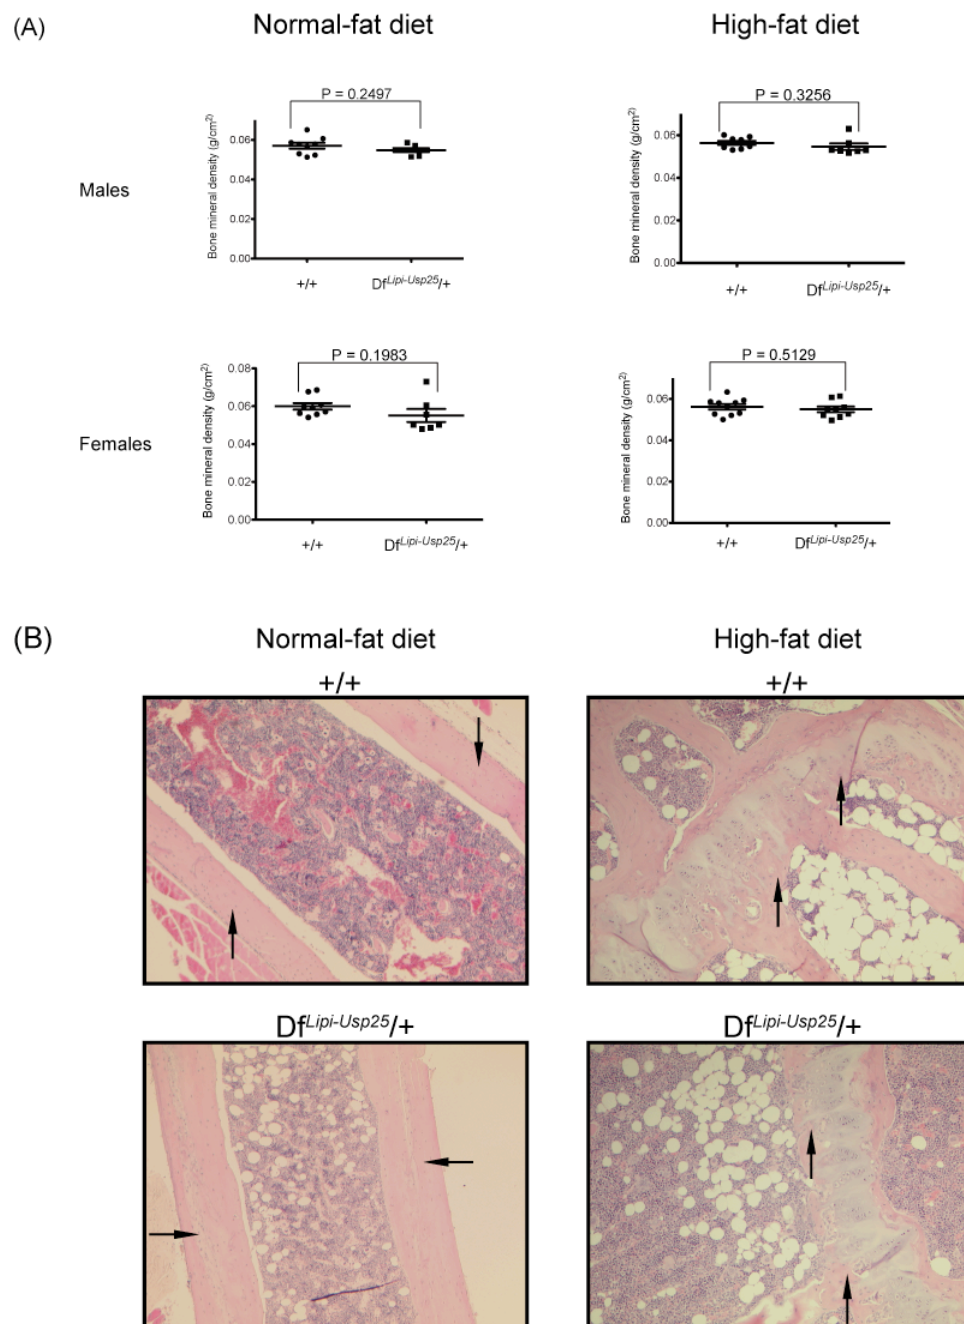 (A)
Normal-fat diet
High-fat diet
Males
P = 0.2497
Bone mineral density (g/cm²)
0.06
0.04
0.02
0.00
+/+
Df^Lipi-Usp25/+
P = 0.3256
Bone mineral density (g/cm²)
0.06
0.04
0.02
0.00
+/+
Df^Lipi-Usp25/+
Females
P = 0.1983
Bone mineral density (g/cm²)
0.08
0.06
0.04
0.02
0.00
+/+
Df^Lipi-Usp25/+
P = 0.5129
Bone mineral density (g/cm²)
0.06
0.04
0.02
0.00
+/+
Df^Lipi-Usp25/+
(B)
Normal-fat diet
High-fat diet
+/+
+/+
Df^Lipi-Usp25/+
Df^Lipi-Usp25/+